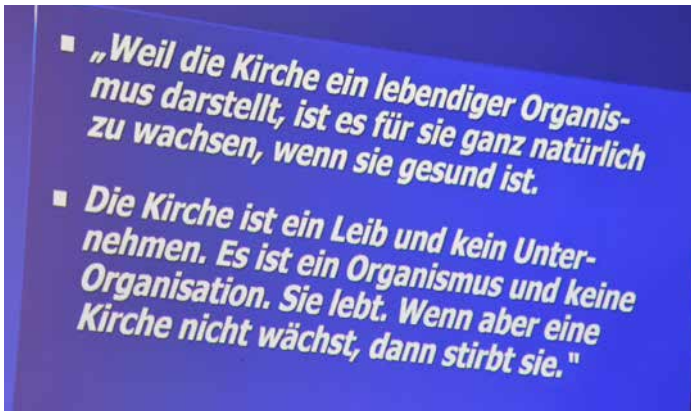 ▪ „Weil die Kirche ein lebendiger Organis-
mus darstellt, ist es für sie ganz natürlich
zu wachsen, wenn sie gesund ist.
▪ Die Kirche ist ein Leib und kein Unter-
nehmen. Es ist ein Organismus und keine
Organisation. Sie lebt. Wenn aber eine
Kirche nicht wächst, dann stirbt sie."